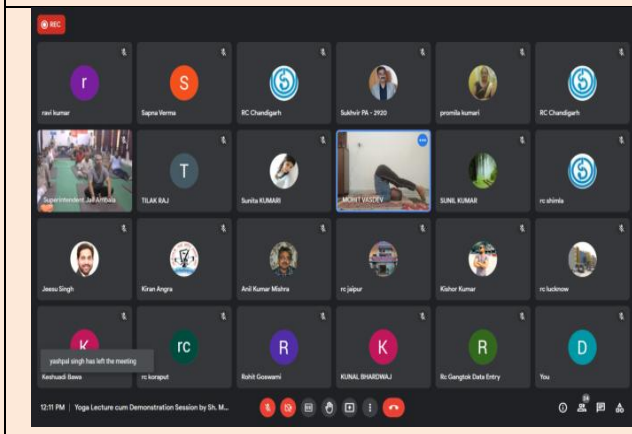 REC
r
S
ravi kumar
Sapna Verma
RC Chandigarh
Sukhvir PA - 2920
promila kumari
RC Chandigarh
T
Superintendent Jail Ambala
TILAK RAJ
Sunita KUMARI
MOHIT VASDEV
SUNIL KUMAR
rc shimla
Jeesu Singh
Kiran Angra
Anil Kumar Mishra
rc jaipur
Kishor Kumar
rc lucknow
K
rc
R
K
R
D
yashpal singh has left the meeting
Keshuadi Bawa
rc koraput
Rohit Goswami
KUNAL BHARDWAJ
Rc Gangtok Data Entry
You
12:11 PM | Yoga Lecture cum Demonstration Session by Sh. M...
24